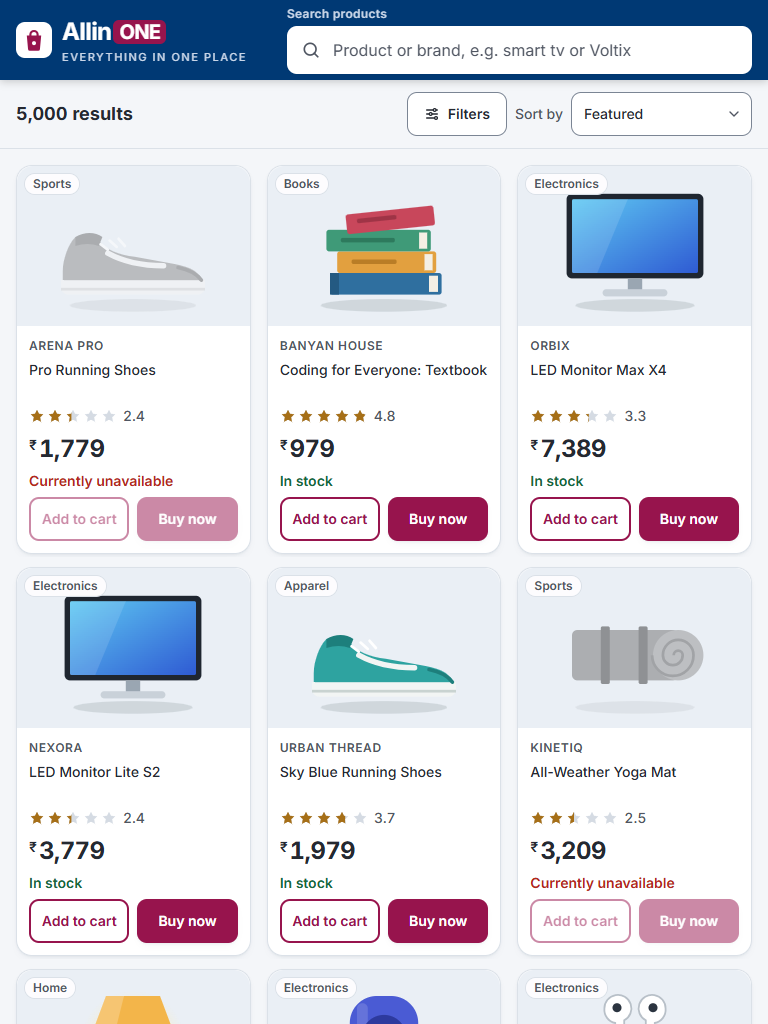 Allin ONE
EVERYTHING IN ONE PLACE
Search products
Product or brand, e.g. smart tv or Voltix
5,000 results
Filters
Sort by
Featured
Sports
ARENA PRO
Pro Running Shoes
2.4
₹1,779
Currently unavailable
Add to cart
Buy now
Books
BANYAN HOUSE
Coding for Everyone: Textbook
4.8
₹979
In stock
Add to cart
Buy now
Electronics
ORBIX
LED Monitor Max X4
3.3
₹7,389
In stock
Add to cart
Buy now
Electronics
NEXORA
LED Monitor Lite S2
2.4
₹3,779
In stock
Add to cart
Buy now
Apparel
URBAN THREAD
Sky Blue Running Shoes
3.7
₹1,979
In stock
Add to cart
Buy now
Sports
KINETIQ
All-Weather Yoga Mat
2.5
₹3,209
Currently unavailable
Add to cart
Buy now
Home
Electronics
Electronics